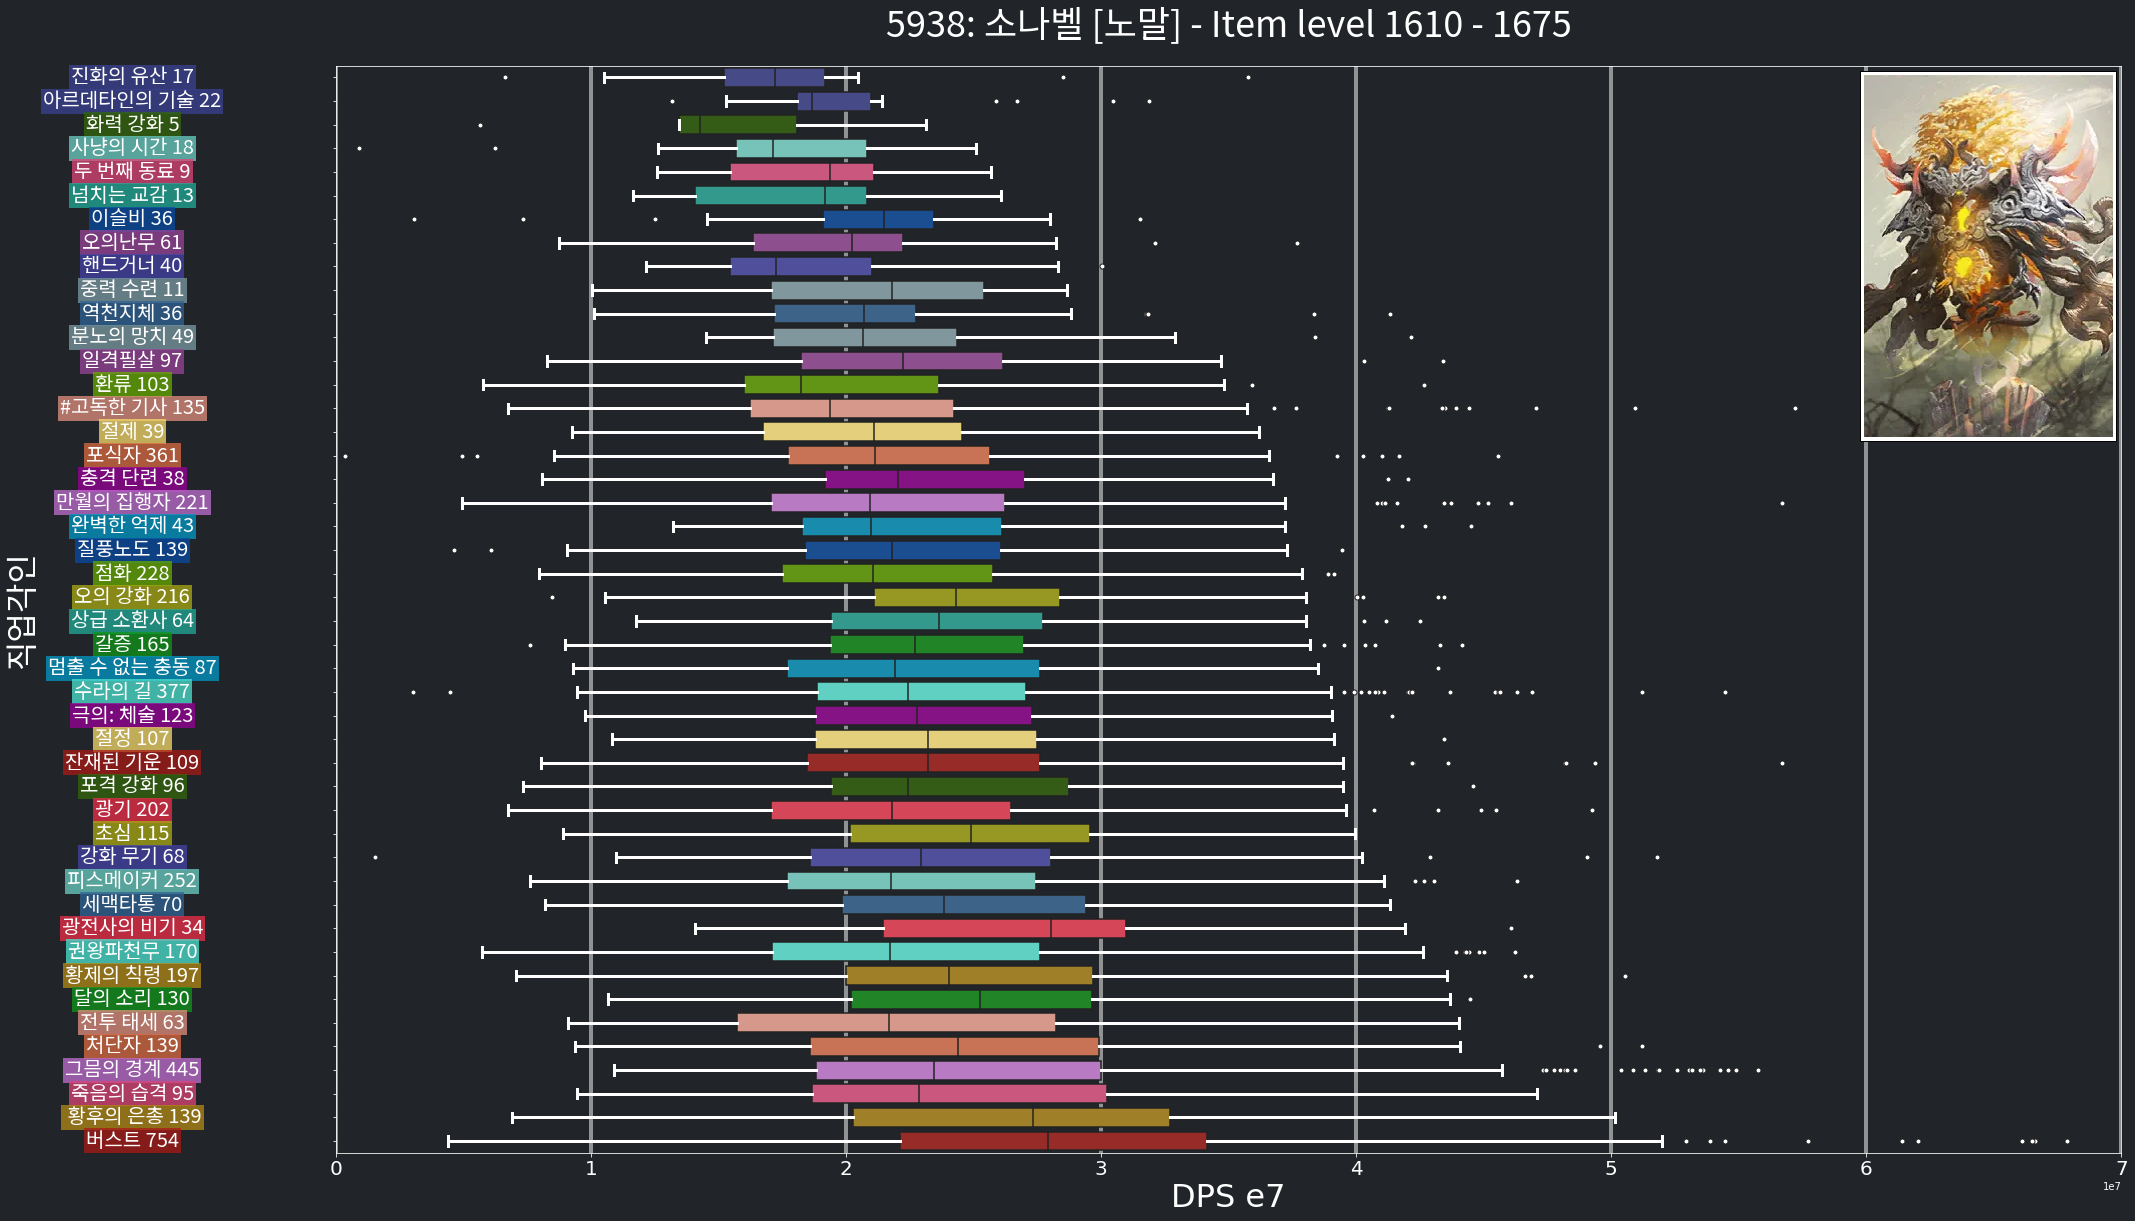 5938: 소나벨 [노말] - Item level 1610 - 1675
직업각인
진화의 유산 17
아르데타인의 기술 22
화력 강화 5
사냥의 시간 18
두 번째 동료 9
넘치는 교감 13
이슬비 36
오의난무 61
핸드거너 40
중력 수련 11
역천지체 36
분노의 망치 49
일격필살 97
환류 103
#고독한 기사 135
절제 39
포식자 361
충격 단련 38
만월의 집행자 221
완벽한 억제 43
질풍노도 139
점화 228
오의 강화 216
상급 소환사 64
갈증 165
멈출 수 없는 충동 87
수라의 길 377
극의: 체술 123
절정 107
잔재된 기운 109
포격 강화 96
광기 202
초심 115
강화 무기 68
피스메이커 252
세맥타통 70
광전사의 비기 34
권왕파천무 170
황제의 칙령 197
달의 소리 130
전투 태세 63
처단자 139
그믐의 경계 445
죽음의 습격 95
황후의 은총 139
버스트 754
0 1 2 3 4 5 6 7
1e7
DPS e7